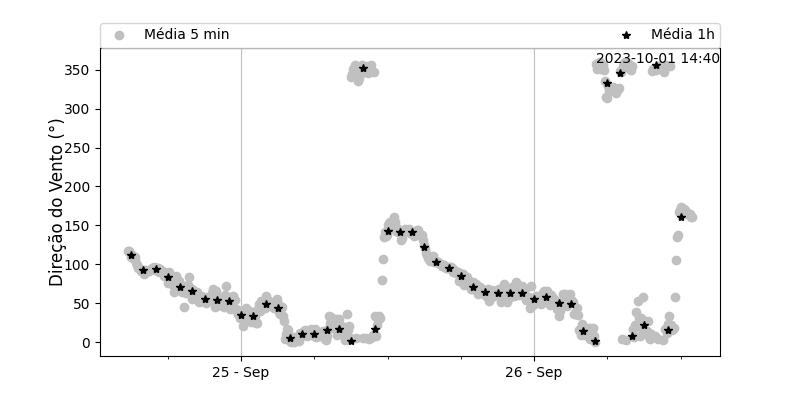 Média 5 min
Média 1h
2023-10-01 14:40
Direção do Vento (°)
350
300
250
200
150
100
50
0
25 - Sep
26 - Sep